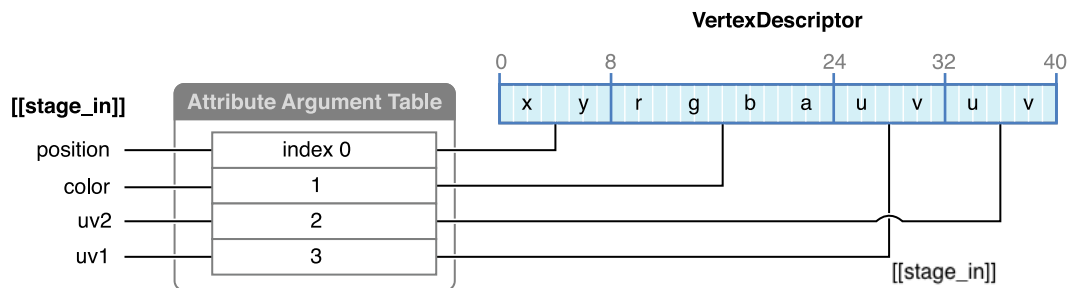 VertexDescriptor
0 8 24 32 40
[[stage_in]] Attribute Argument Table x y r g b a u v u v
position index 0
color 1
uv2 2
uv1 3
[[stage_in]]